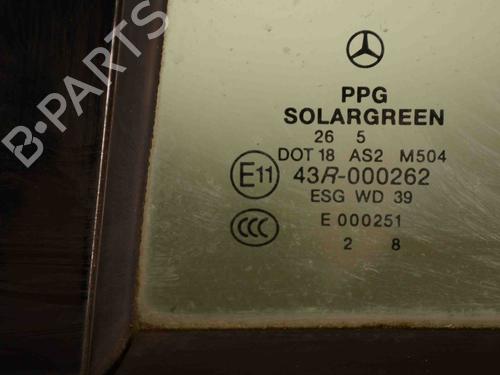 B-PARTS
PPG
SOLARGREEN
26 5
DOT 18 AS2 M504
E11 43R-000262
ESG WD 39
CCC E 000251
2 8